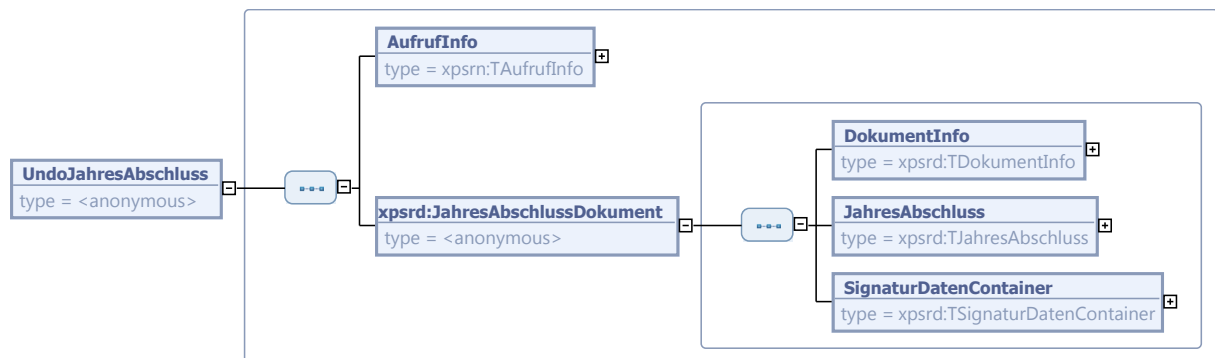 AufrufInfo
type = xpsrn:TAufrufInfo
UndoJahresAbschluss
type = <anonymous>
xpsrd:JahresAbschlussDokument
type = <anonymous>
DokumentInfo
type = xpsrd:TDokumentInfo
JahresAbschluss
type = xpsrd:TJahresAbschluss
SignaturDatenContainer
type = xpsrd:TSignaturDatenContainer